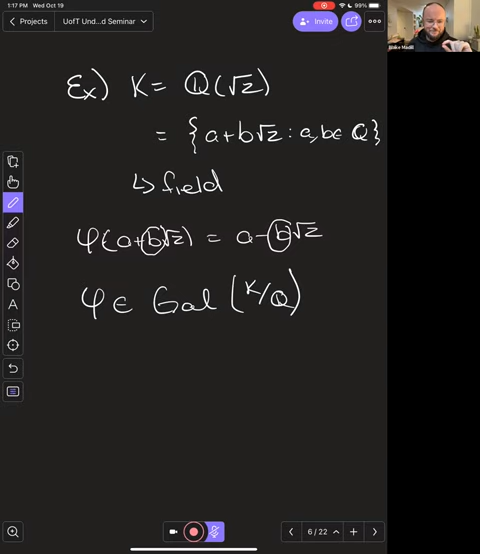 1:17 PM Wed Oct 19
99%
Projects
UofT Und...d Seminar
Invite
Blake Madill
Ex) K = Q(√2)
= {a+b√2 : a,b ∈ Q}
↳ field
φ(a+b√2) = a-b√2
φ ∈ Gal (K/Q)
A
6 / 22